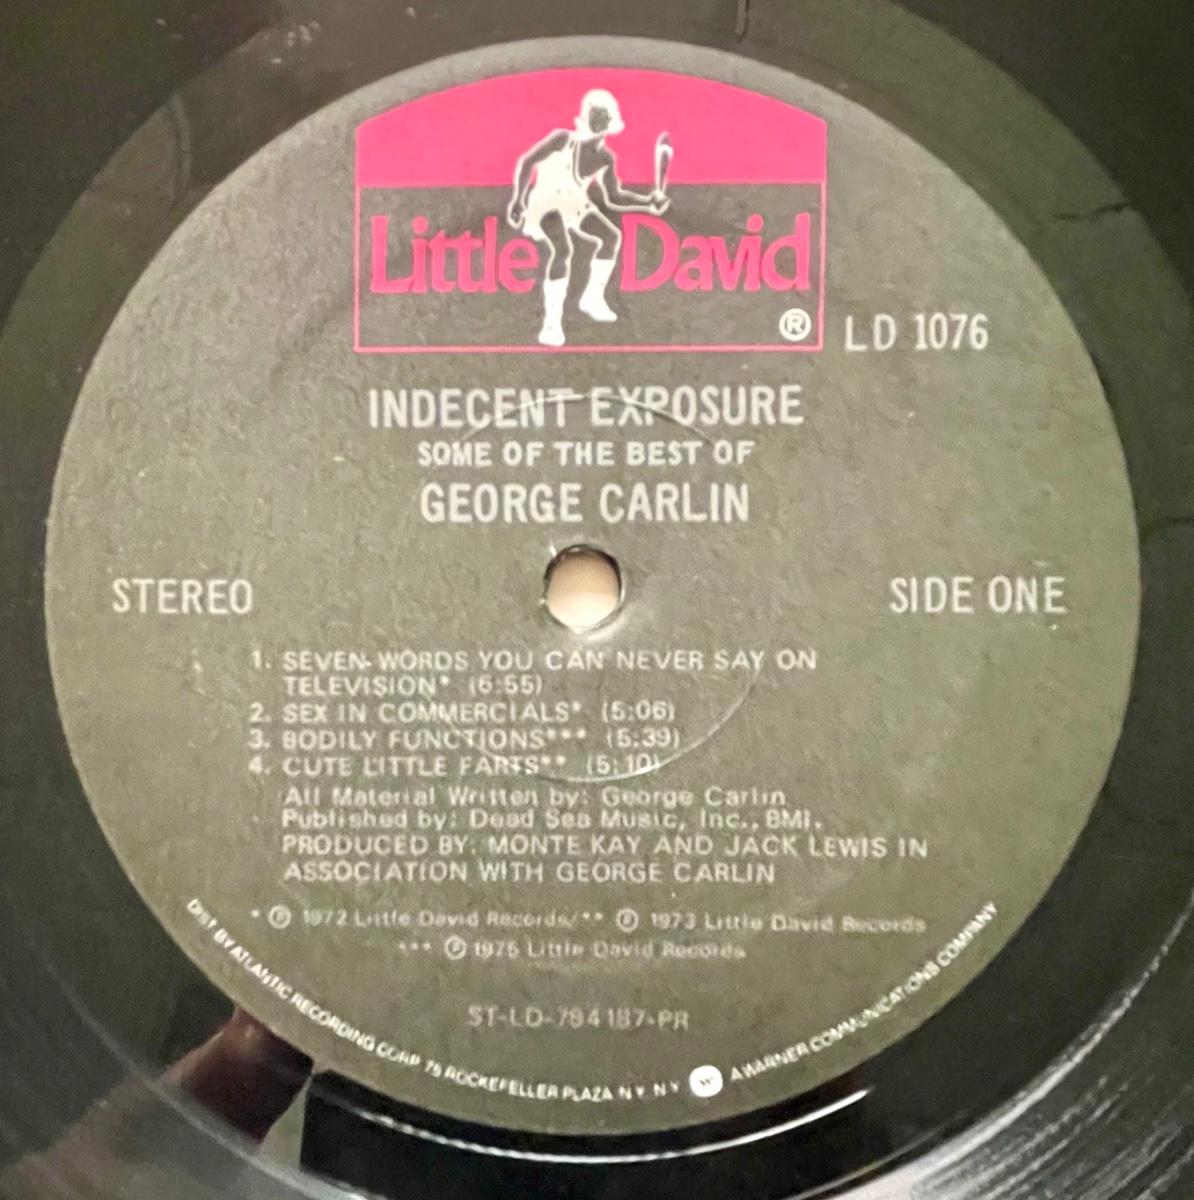 Little David
®
LD 1076
INDECENT EXPOSURE
SOME OF THE BEST OF
GEORGE CARLIN
STEREO
SIDE ONE
1. SEVEN WORDS YOU CAN NEVER SAY ON
TELEVISION* (6:55)
2. SEX IN COMMERCIALS* (5:06)
3. BODILY FUNCTIONS*** (5:39)
4. CUTE LITTLE FARTS** (5:10)
All Material Written by: George Carlin
Published by: Dead Sea Music, Inc., BMI.
PRODUCED BY: MONTE KAY AND JACK LEWIS IN
ASSOCIATION WITH GEORGE CARLIN
* ℗ 1972 Little David Records/** ℗ 1973 Little David Records
*** ℗ 1975 Little David Records
ST-LD-784187-PR
DIST BY ATLANTIC RECORDING CORP. 75 ROCKEFELLER PLAZA N.Y. N.Y. W A WARNER COMMUNICATIONS COMPANY